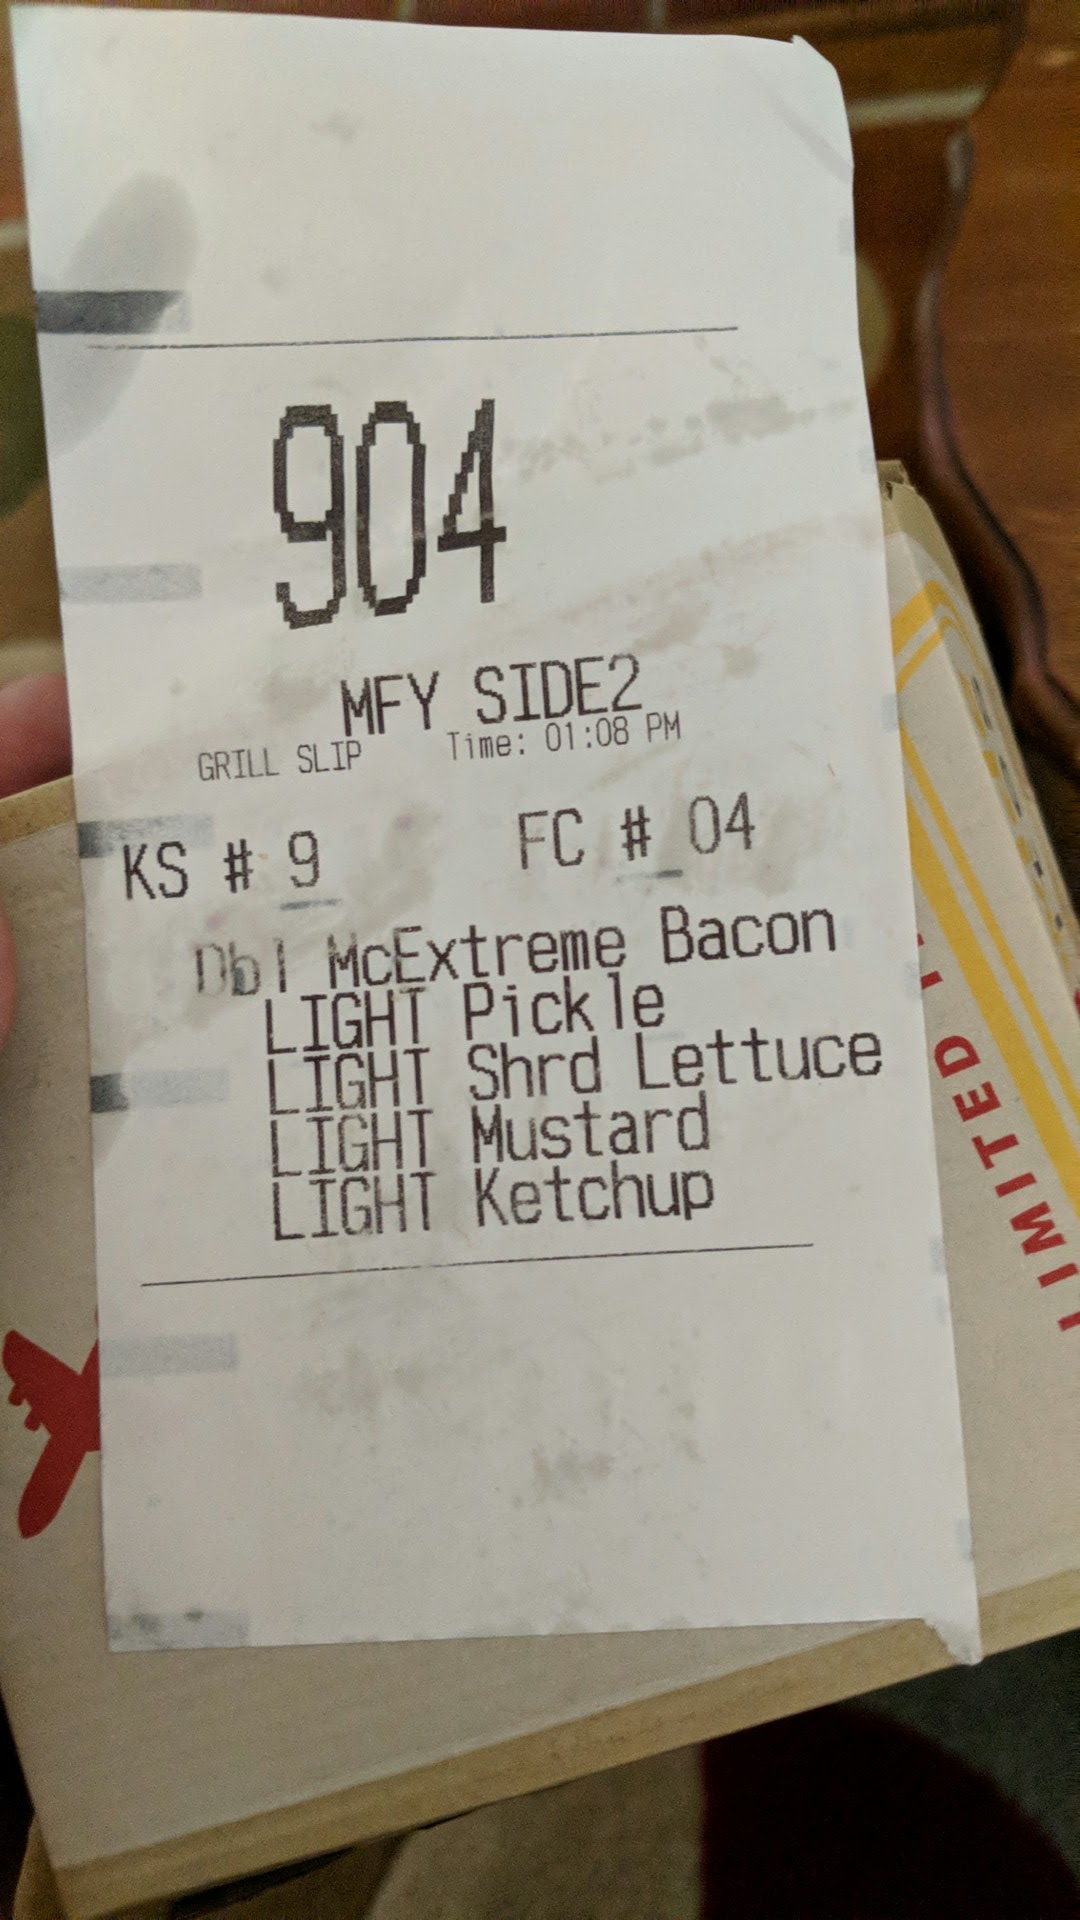 904
MFY SIDE2
GRILL SLIP Time: 01:08 PM
KS # 9 FC # 04
Dbl McExtreme Bacon
LIGHT Pickle
LIGHT Shrd Lettuce
LIGHT Mustard
LIGHT Ketchup
LIMITED